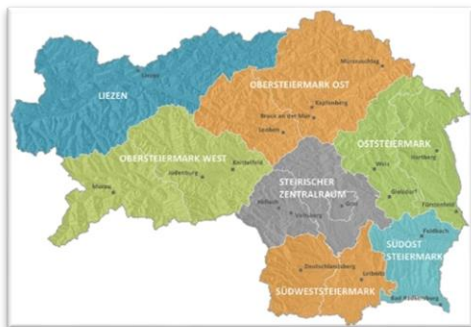 Mürzzuschlag
Liezen
OBERSTEIERMARK OST
LIEZEN
Kapfenberg
Bruck an der Mur
Leoben
OSTSTEIERMARK
OBERSTEIERMARK WEST
Knittelfeld
Hartberg
Judenburg
Weiz
STEIRISCHER
ZENTRALRAUM
Murau
Gleisdorf
Voitsberg
Graz
Fürstenfeld
SÜDOST
STEIERMARK
Feldbach
Deutschlandsberg
Leibnitz
SÜDWESTSTEIERMARK
Bad Radkersburg